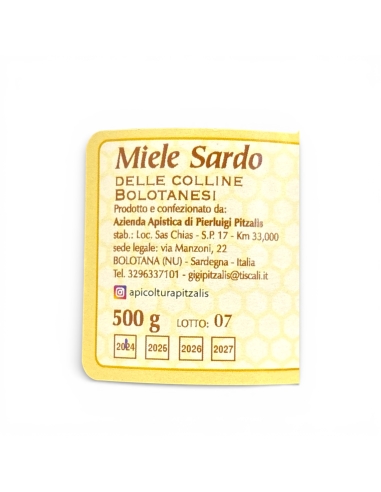 Miele Sardo
DELLE COLLINE
BOLOTANESI
Prodotto e confezionato da:
Azienda Apistica di Pierluigi Pitzalis
stab.: Loc. Sas Chias - S.P. 17 - Km 33,000
sede legale: via Manzoni, 22
BOLOTANA (NU) - Sardegna - Italia
Tel. 3296337101 - gigipitzalis@tiscali.it
apicolturapitzalis
500 g LOTTO: 07
2024 2025 2026 2027